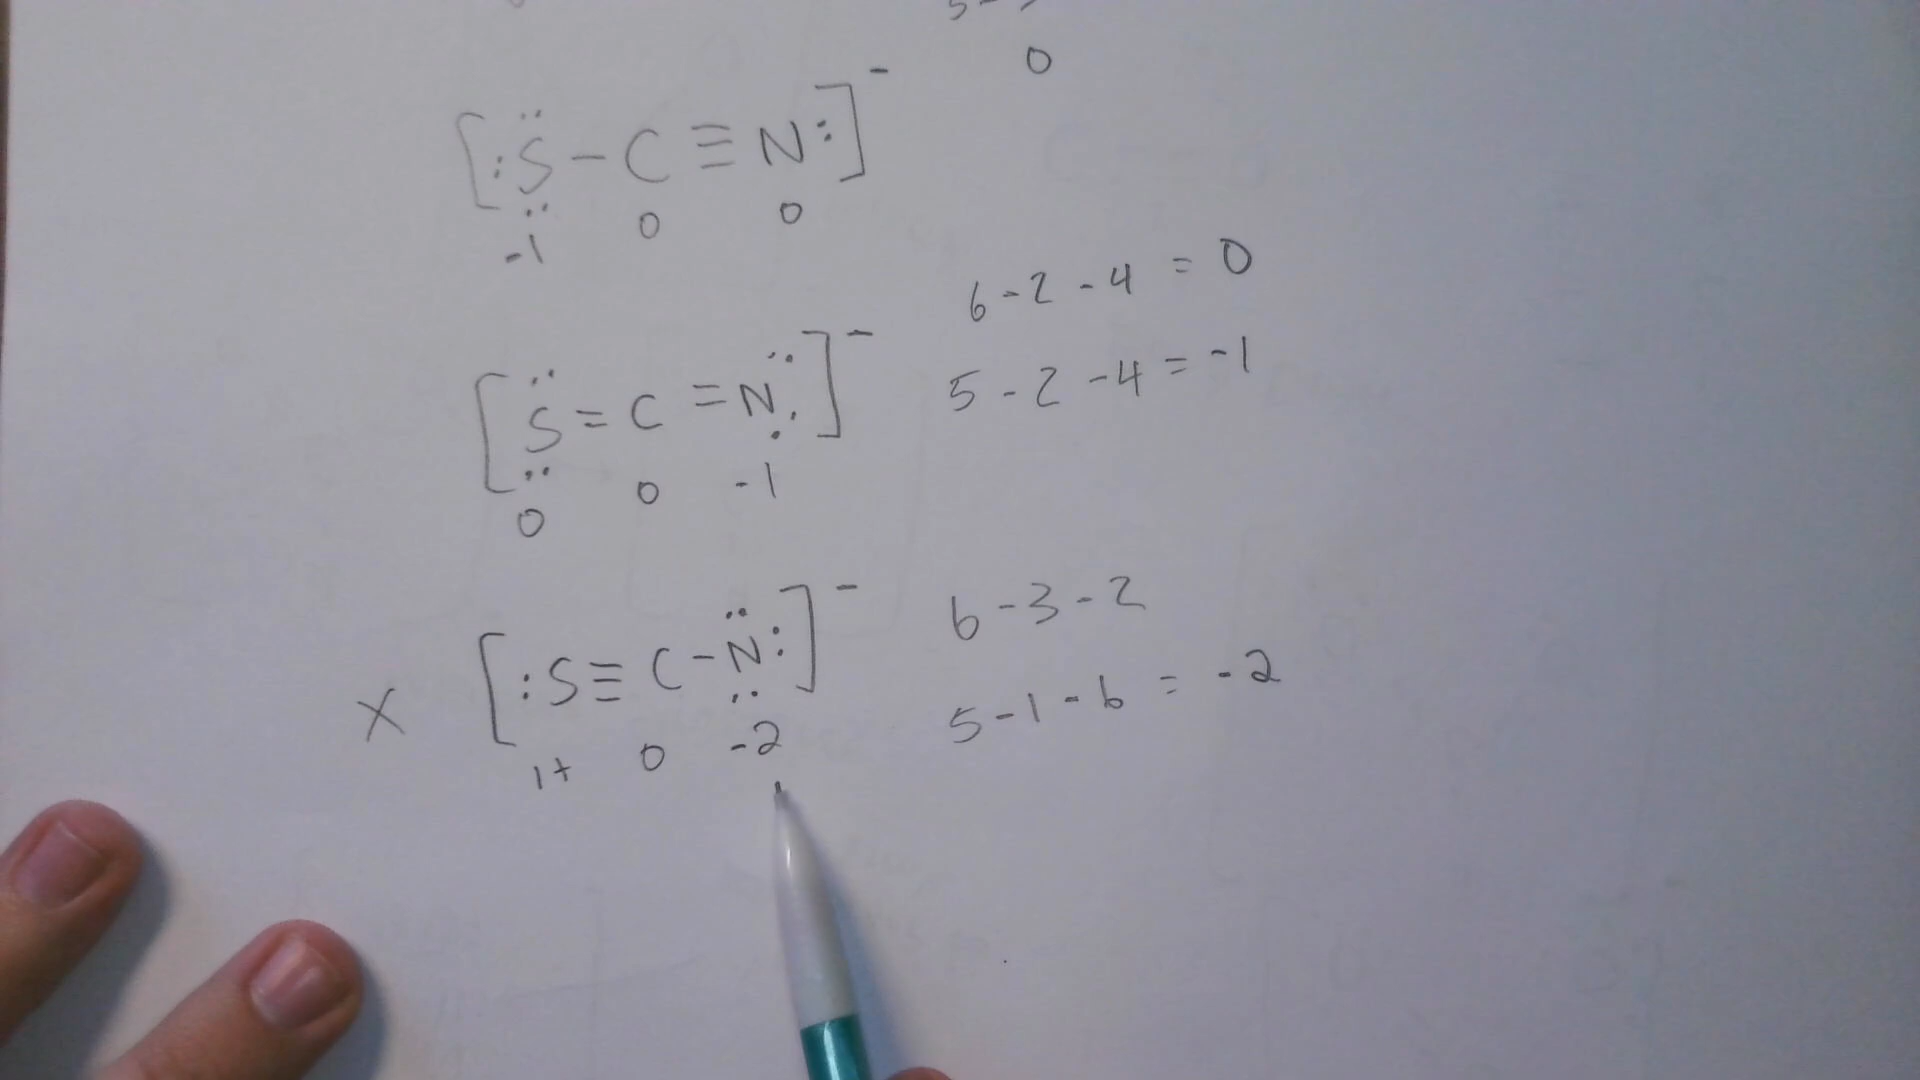 0
[:S̈ - C ≡ N:]⁻
-1 0 0
6 - 2 - 4 = 0
[S̈ = C = N̈:]⁻
5 - 2 - 4 = -1
0 0 -1
6 - 3 - 2
X [:S ≡ C - N̈:]⁻
5 - 1 - 6 = -2
1+ 0 -2